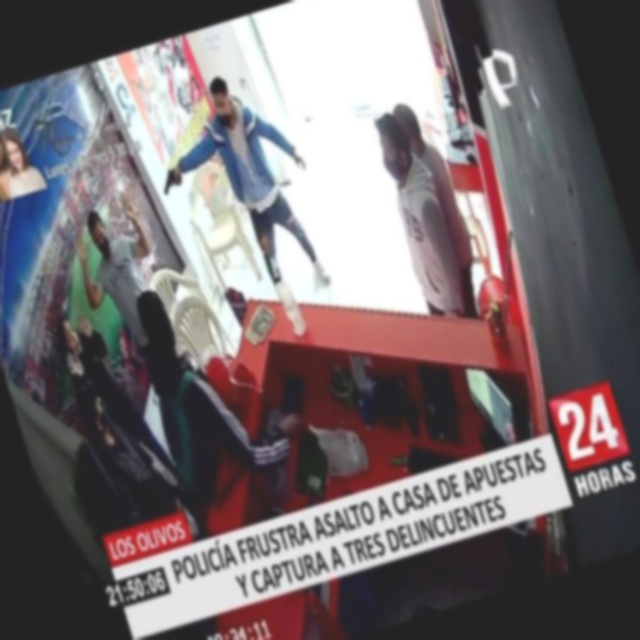 P
24
HORAS
LOS OLIVOS
21:50:06
POLICÍA FRUSTRA ASALTO A CASA DE APUESTAS
Y CAPTURA A TRES DELINCUENTES